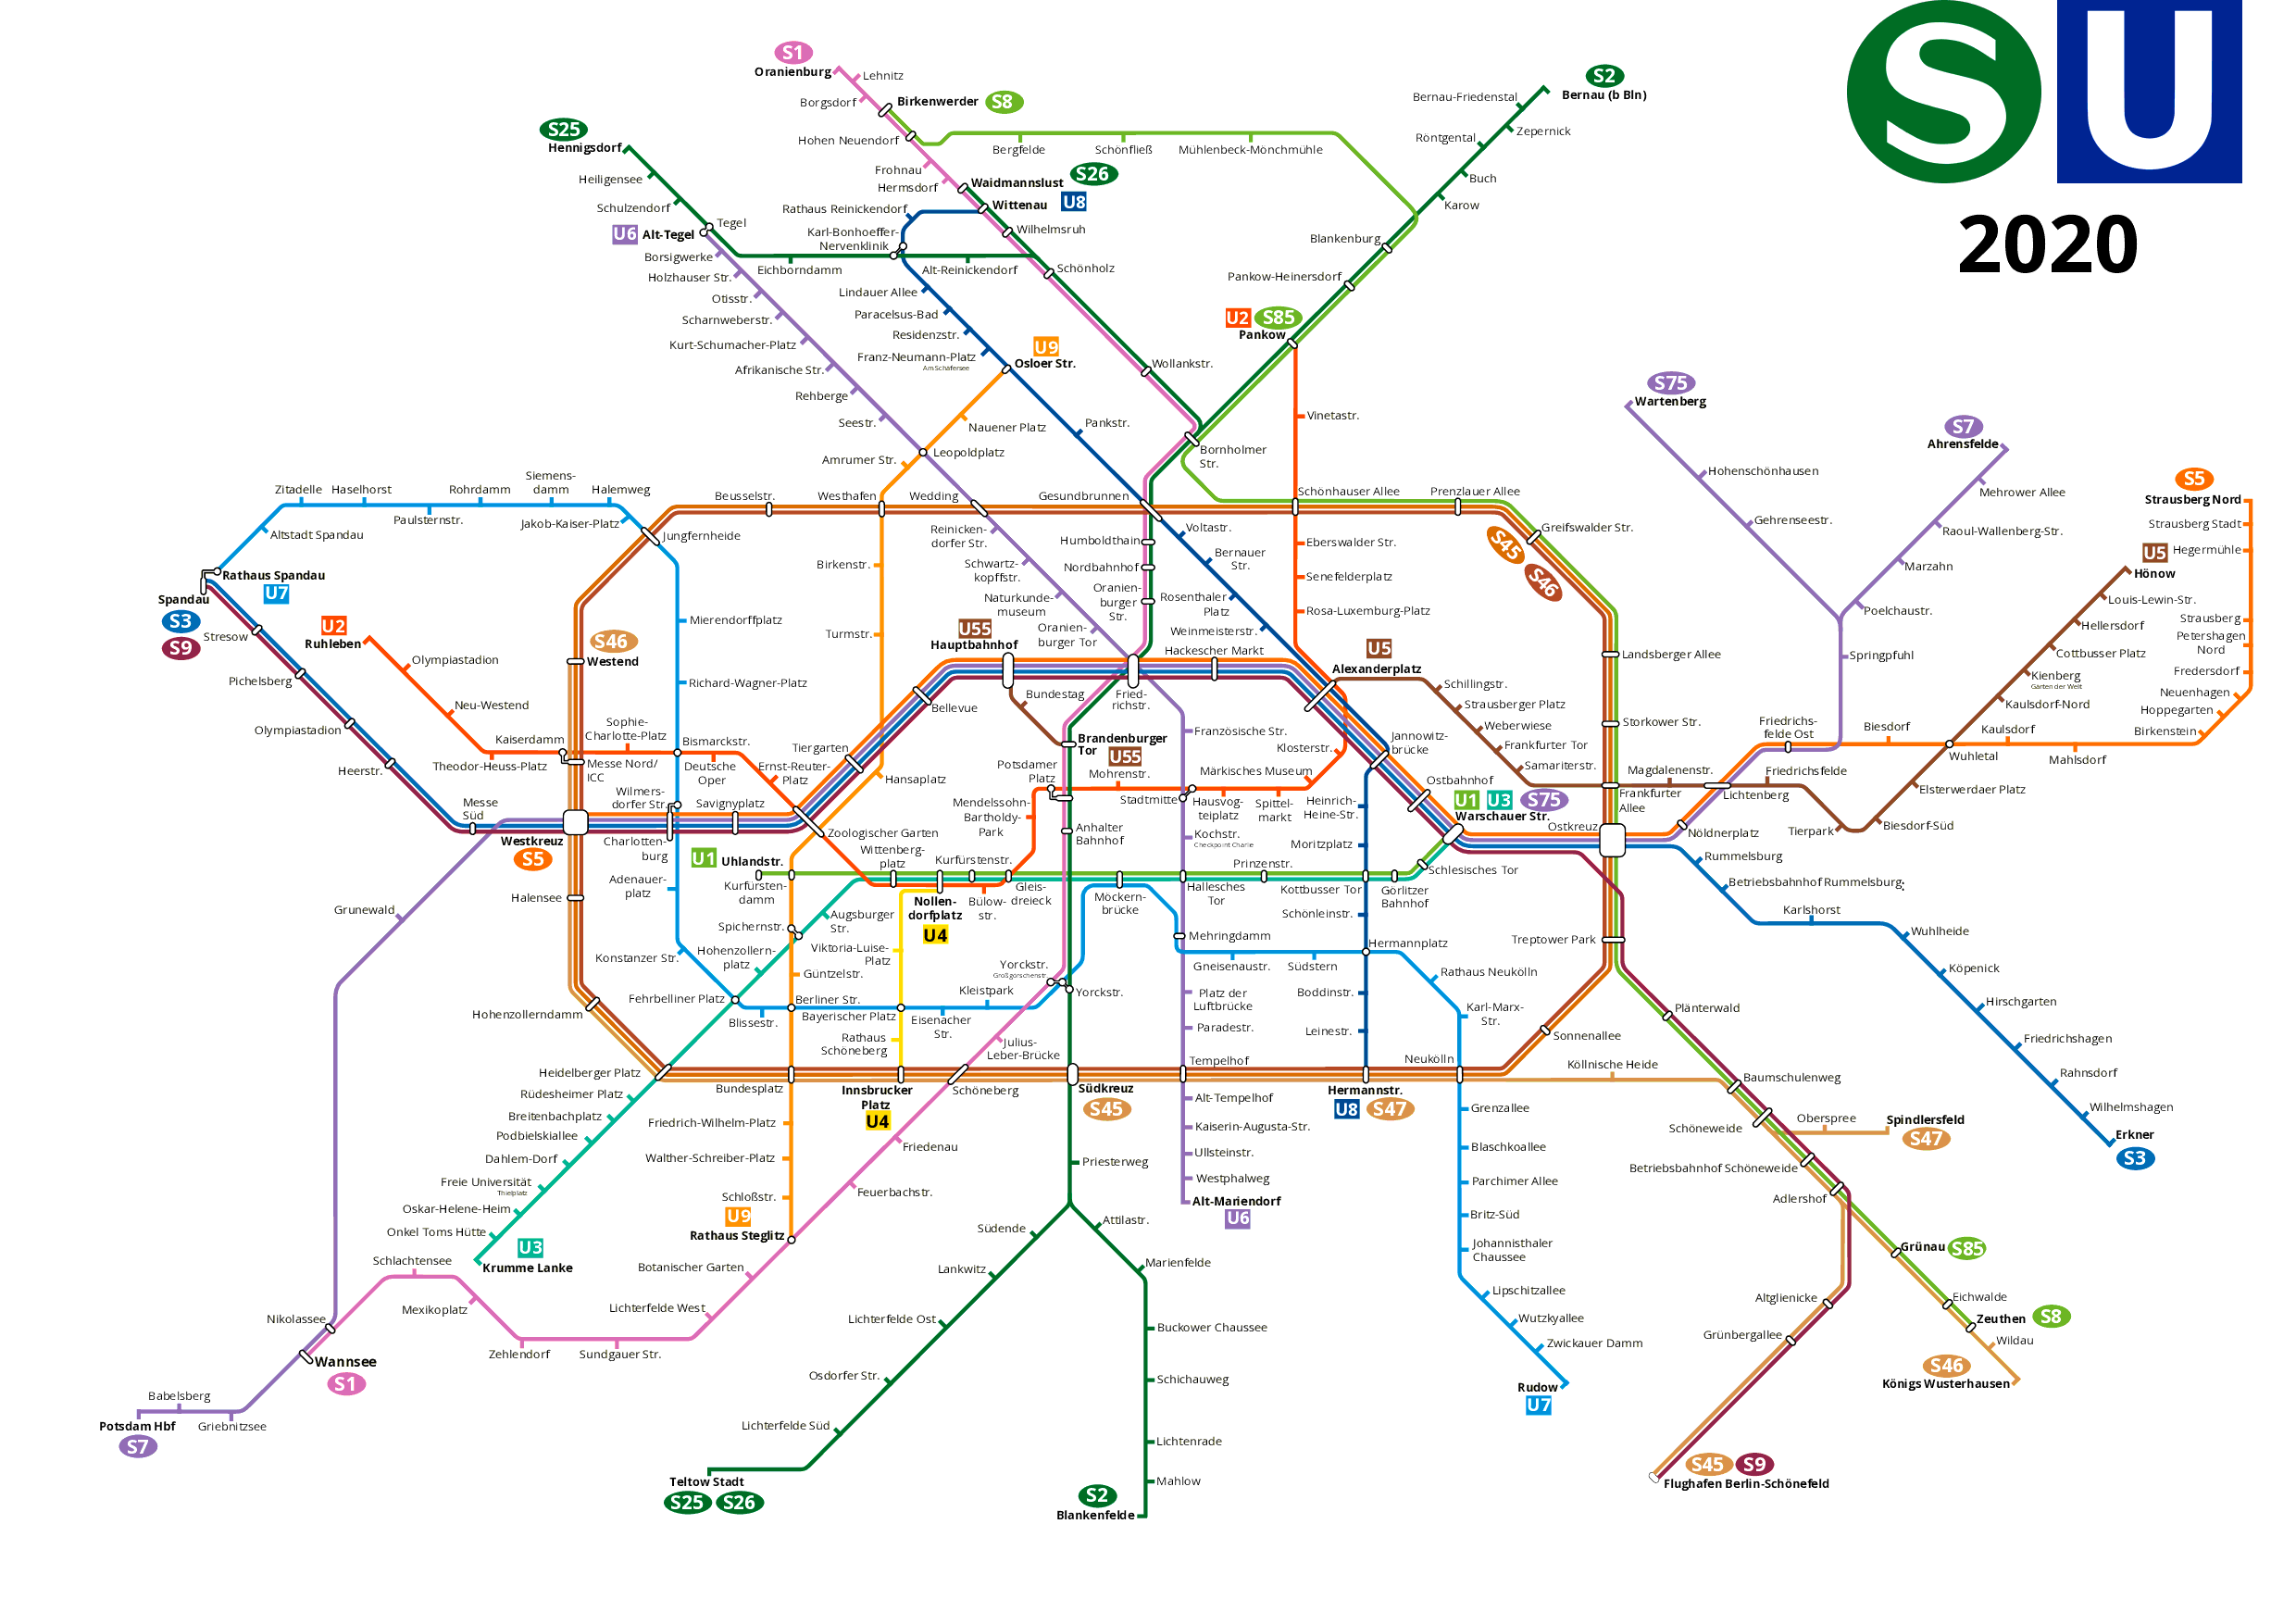 S U
2020
S1
Oranienburg
Lehnitz
Borgsdorf
Birkenwerder
S8
Hohen Neuendorf
Bergfelde
Schönfließ
Mühlenbeck-Mönchmühle
S2
Bernau (b Bln)
Bernau-Friedenstal
Zepernick
Röntgental
Buch
Karow
Blankenburg
Pankow-Heinersdorf
U2 S85
Pankow
S25
Hennigsdorf
Heiligensee
Schulzendorf
Tegel
U6 Alt-Tegel
Frohnau
Hermsdorf
Waidmannslust
S26
Wittenau
U8
Rathaus Reinickendorf
Karl-Bonhoeffer-
Nervenklinik
Wilhelmsruh
Eichborndamm
Alt-Reinickendorf
Schönholz
Borsigwerke
Holzhauser Str.
Otisstr.
Scharnweberstr.
Kurt-Schumacher-Platz
Afrikanische Str.
Rehberge
Seestr.
Lindauer Allee
Paracelsus-Bad
Residenzstr.
Franz-Neumann-Platz
Am Schäfersee
U9
Osloer Str.
Wollankstr.
Nauener Platz
Pankstr.
Leopoldplatz
Amrumer Str.
Bornholmer
Str.
Vinetastr.
S75
Wartenberg
Hohenschönhausen
Gehrenseestr.
S7
Ahrensfelde
Mehrower Allee
Raoul-Wallenberg-Str.
Marzahn
Poelchaustr.
Springpfuhl
S5
Strausberg Nord
Strausberg Stadt
Hegermühle
Strausberg
Petershagen
Nord
Fredersdorf
Neuenhagen
Hoppegarten
Birkenstein
U5
Hönow
Louis-Lewin-Str.
Hellersdorf
Cottbusser Platz
Kienberg
Gärten der Welt
Kaulsdorf-Nord
Zitadelle
Haselhorst
Paulsternstr.
Rohrdamm
Siemens-
damm
Halemweg
Jakob-Kaiser-Platz
Altstadt Spandau
Rathaus Spandau
U7
Spandau
S3
S9
Stresow
Pichelsberg
Olympiastadion
Heerstr.
Messe
Süd
U2
Ruhleben
Olympiastadion
Neu-Westend
Theodor-Heuss-Platz
Kaiserdamm
Sophie-
Charlotte-Platz
Bismarckstr.
Deutsche
Oper
Ernst-Reuter-
Platz
Messe Nord/
ICC
Jungfernheide
Beusselstr.
Westhafen
Wedding
Gesundbrunnen
Schönhauser Allee
Prenzlauer Allee
Greifswalder Str.
S45
S46
Landsberger Allee
Storkower Str.
S46
Westend
Mierendorffplatz
Richard-Wagner-Platz
Birkenstr.
Turmstr.
Reinicken-
dorfer Str.
Schwartz-
kopffstr.
Naturkunde-
museum
Oranien-
burger Tor
Humboldthain
Nordbahnhof
Oranien-
burger
Str.
Voltastr.
Bernauer
Str.
Rosenthaler
Platz
Weinmeisterstr.
Eberswalder Str.
Senefelderplatz
Rosa-Luxemburg-Platz
U55
Hauptbahnhof
Hackescher Markt
U5
Alexanderplatz
Bellevue
Bundestag
Fried-
richstr.
Tiergarten
Hansaplatz
Brandenburger
Tor
U55
Potsdamer
Platz
Mohrenstr.
Stadtmitte
Französische Str.
Klosterstr.
Märkisches Museum
Hausvog-
teiplatz
Spittel-
markt
Jannowitz-
brücke
Schillingstr.
Strausberger Platz
Weberwiese
Frankfurter Tor
Samariterstr.
Ostbahnhof
U1 U3 S75
Warschauer Str.
Ostkreuz
Frankfurter
Allee
Magdalenenstr.
Lichtenberg
Friedrichsfelde
Friedrichs-
felde Ost
Biesdorf
Wuhletal
Kaulsdorf
Mahlsdorf
Elsterwerdaer Platz
Biesdorf-Süd
Tierpark
Nöldnerplatz
Westkreuz
S5
Wilmers-
dorfer Str.
Charlotten-
burg
Savignyplatz
Zoologischer Garten
Mendelssohn-
Bartholdy-
Park
Anhalter
Bahnhof
Kochstr.
Checkpoint Charlie
Heinrich-
Heine-Str.
Moritzplatz
U1 Uhlandstr.
Kurfürsten-
damm
Wittenberg-
platz
Kurfürstenstr.
Nollen-
dorfplatz
U4
Bülow-
str.
Gleis-
dreieck
Möckern-
brücke
Hallesches
Tor
Prinzenstr.
Kottbusser Tor
Görlitzer
Bahnhof
Schlesisches Tor
Halensee
Grunewald
Adenauer-
platz
Konstanzer Str.
Augsburger
Str.
Spichernstr.
Hohenzollern-
platz
Güntzelstr.
Viktoria-Luise-
Platz
Fehrbelliner Platz
Blissestr.
Berliner Str.
Bayerischer Platz
Eisenacher
Str.
Kleistpark
Yorckstr.
Großgörschenstr.
Yorckstr.
Mehringdamm
Gneisenaustr.
Südstern
Schönleinstr.
Hermannplatz
Rathaus Neukölln
Karl-Marx-
Str.
Boddinstr.
Leinestr.
Platz der
Luftbrücke
Paradestr.
Tempelhof
Treptower Park
Sonnenallee
Plänterwald
Rummelsburg
Betriebsbahnhof Rummelsburg
Karlshorst
Wuhlheide
Köpenick
Hirschgarten
Friedrichshagen
Rahnsdorf
Wilhelmshagen
Erkner
S3
Hohenzollerndamm
Heidelberger Platz
Rüdesheimer Platz
Breitenbachplatz
Podbielskiallee
Dahlem-Dorf
Freie Universität
Thielplatz
Oskar-Helene-Heim
Onkel Toms Hütte
U3
Krumme Lanke
Rathaus
Schöneberg
Innsbrucker
Platz
U4
Bundesplatz
Friedrich-Wilhelm-Platz
Walther-Schreiber-Platz
Schloßstr.
U9
Rathaus Steglitz
Julius-
Leber-Brücke
Schöneberg
Friedenau
Feuerbachstr.
Botanischer Garten
Lichterfelde West
Sundgauer Str.
Zehlendorf
Mexikoplatz
Schlachtensee
Nikolassee
Wannsee
S1
Babelsberg
Griebnitzsee
Potsdam Hbf
S7
Südkreuz
S45
Priesterweg
Südende
Lankwitz
Lichterfelde Ost
Osdorfer Str.
Lichterfelde Süd
Teltow Stadt
S25 S26
Attilastr.
Marienfelde
Buckower Chaussee
Schichauweg
Lichtenrade
Mahlow
S2
Blankenfelde
Alt-Tempelhof
Kaiserin-Augusta-Str.
Ullsteinstr.
Westphalweg
Alt-Mariendorf
U6
Hermannstr.
U8 S47
Neukölln
Grenzallee
Blaschkoallee
Parchimer Allee
Britz-Süd
Johannisthaler
Chaussee
Lipschitzallee
Wutzkyallee
Zwickauer Damm
Rudow
U7
Köllnische Heide
Baumschulenweg
Schöneweide
Oberspree
Spindlersfeld
S47
Betriebsbahnhof Schöneweide
Adlershof
Altglienicke
Grünbergallee
Grünau S85
Eichwalde
Zeuthen S8
Wildau
S46
Königs Wusterhausen
S45 S9
Flughafen Berlin-Schönefeld